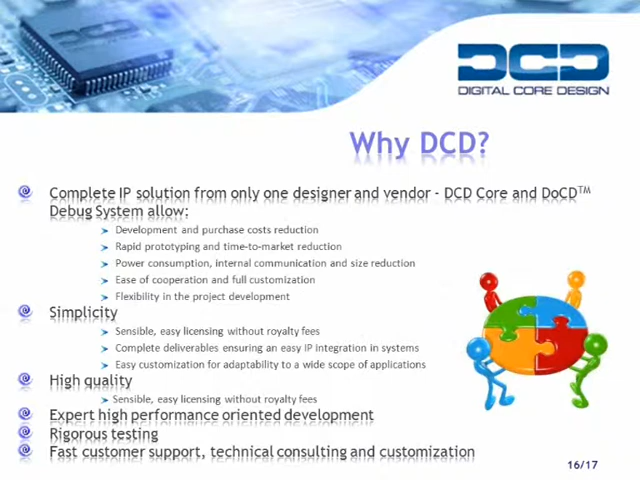 DCD
DIGITAL CORE DESIGN
Why DCD?
Complete IP solution from only one designer and vendor - DCD Core and DoCD™
Debug System allow:
Development and purchase costs reduction
Rapid prototyping and time-to-market reduction
Power consumption, internal communication and size reduction
Ease of cooperation and full customization
Flexibility in the project development
Simplicity
Sensible, easy licensing without royalty fees
Complete deliverables ensuring an easy IP integration in systems
Easy customization for adaptability to a wide scope of applications
High quality
Sensible, easy licensing without royalty fees
Expert high performance oriented development
Rigorous testing
Fast customer support, technical consulting and customization
16/17